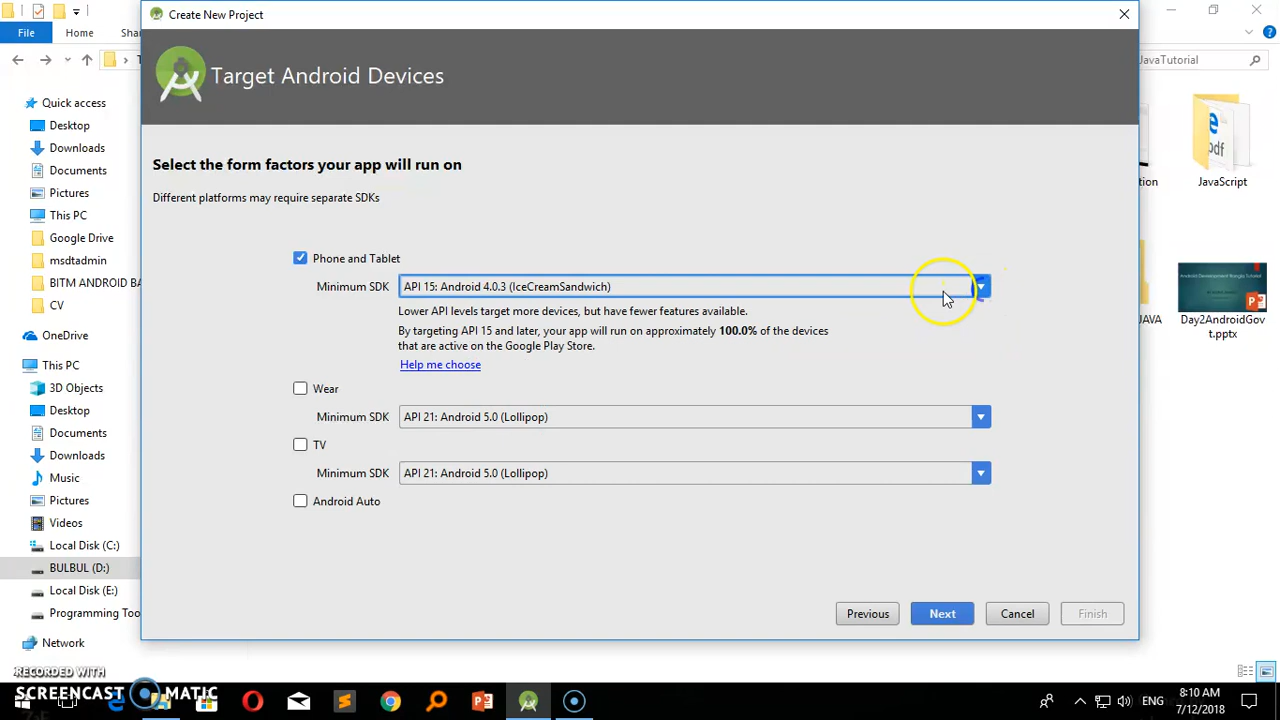 Create New Project
File
Home
Shar
JavaTutorial
Target Android Devices
Select the form factors your app will run on
Different platforms may require separate SDKs
Phone and Tablet
Minimum SDK
API 15: Android 4.0.3 (IceCreamSandwich)
Lower API levels target more devices, but have fewer features available.
By targeting API 15 and later, your app will run on approximately 100.0% of the devices
that are active on the Google Play Store.
Help me choose
Wear
Minimum SDK
API 21: Android 5.0 (Lollipop)
TV
Minimum SDK
API 21: Android 5.0 (Lollipop)
Android Auto
Previous
Next
Cancel
Finish
Quick access
Desktop
Downloads
Documents
Pictures
This PC
Google Drive
msdtadmin
BITM ANDROID BA
CV
OneDrive
This PC
3D Objects
Desktop
Documents
Downloads
Music
Pictures
Videos
Local Disk (C:)
BULBUL (D:)
Local Disk (E:)
Programming Too
Network
pdf
tion
JavaScript
Android Development Bangla Tutorial
JAVA
Day2AndroidGov
t.pptx
RECORDED WITH
SCREENCAST MATIC
ENG
8:10 AM
7/12/2018